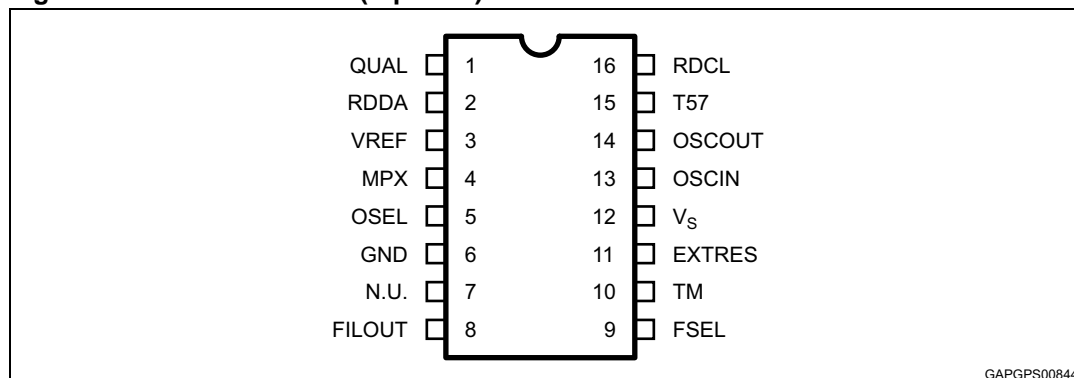 QUAL 1 16 RDCL
RDDA 2 15 T57
VREF 3 14 OSCOUT
MPX 4 13 OSCIN
OSEL 5 12 VS
GND 6 11 EXTRES
N.U. 7 10 TM
FILOUT 8 9 FSEL
GAPGPS00844